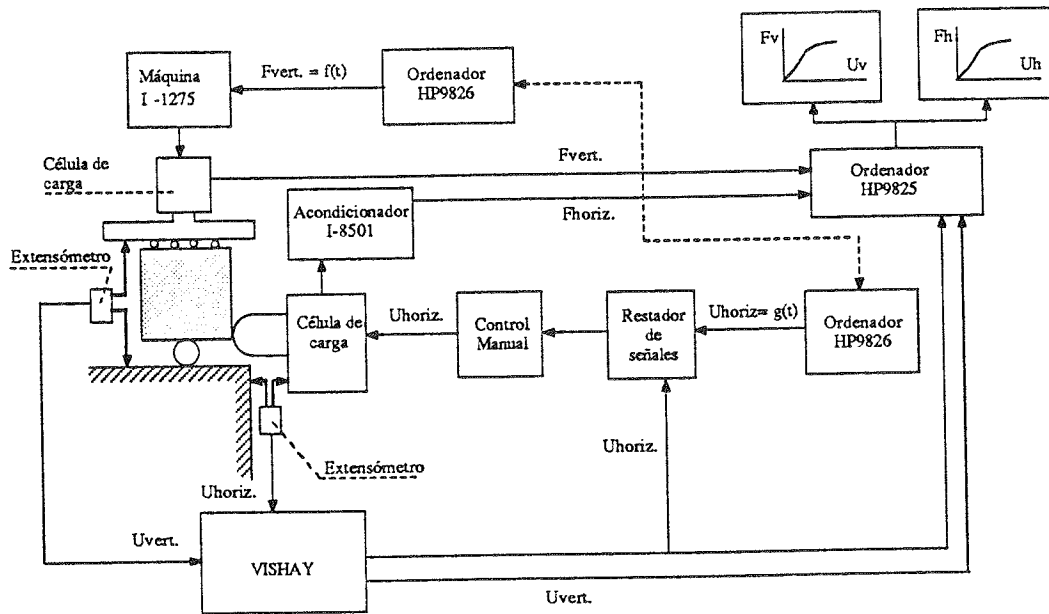 Máquina
I -1275
Fvert. = f(t)
Ordenador
HP9826
Fv
Uv
Fh
Uh
Célula de
carga
Fvert.
Ordenador
HP9825
Acondicionador
I-8501
Fhoriz.
Extensómetro
Célula de
carga
Uhoriz.
Control
Manual
Restador
de
señales
Uhoriz= g(t)
Ordenador
HP9826
Extensómetro
Uhoriz.
Uhoriz.
Uvert.
VISHAY
Uvert.